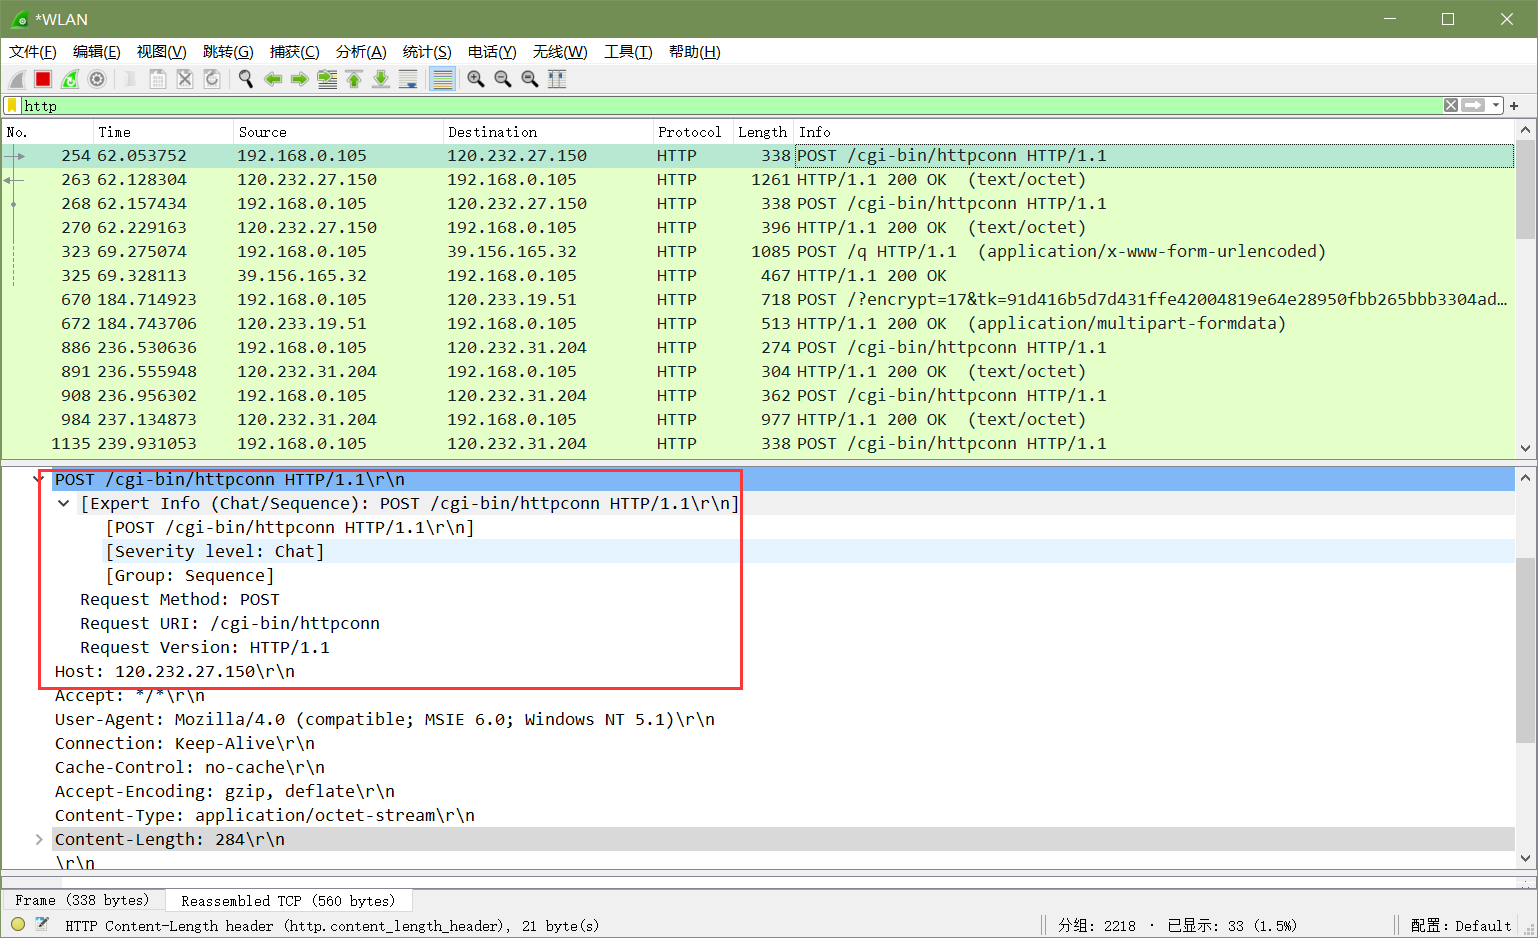 *WLAN
文件(F) 编辑(E) 视图(V) 跳转(G) 捕获(C) 分析(A) 统计(S) 电话(Y) 无线(W) 工具(T) 帮助(H)
http
No. Time Source Destination Protocol Length Info
254 62.053752 192.168.0.105 120.232.27.150 HTTP 338 POST /cgi-bin/httpconn HTTP/1.1
263 62.128304 120.232.27.150 192.168.0.105 HTTP 1261 HTTP/1.1 200 OK  (text/octet)
268 62.157434 192.168.0.105 120.232.27.150 HTTP 338 POST /cgi-bin/httpconn HTTP/1.1
270 62.229163 120.232.27.150 192.168.0.105 HTTP 396 HTTP/1.1 200 OK  (text/octet)
323 69.275074 192.168.0.105 39.156.165.32 HTTP 1085 POST /q HTTP/1.1  (application/x-www-form-urlencoded)
325 69.328113 39.156.165.32 192.168.0.105 HTTP 467 HTTP/1.1 200 OK
670 184.714923 192.168.0.105 120.233.19.51 HTTP 718 POST /?encrypt=17&tk=91d416b5d7d431ffe42004819e64e28950fbb265bbb3304ad…
672 184.743706 120.233.19.51 192.168.0.105 HTTP 513 HTTP/1.1 200 OK  (application/multipart-formdata)
886 236.530636 192.168.0.105 120.232.31.204 HTTP 274 POST /cgi-bin/httpconn HTTP/1.1
891 236.555948 120.232.31.204 192.168.0.105 HTTP 304 HTTP/1.1 200 OK  (text/octet)
908 236.956302 192.168.0.105 120.232.31.204 HTTP 362 POST /cgi-bin/httpconn HTTP/1.1
984 237.134873 120.232.31.204 192.168.0.105 HTTP 977 HTTP/1.1 200 OK  (text/octet)
1135 239.931053 192.168.0.105 120.232.31.204 HTTP 338 POST /cgi-bin/httpconn HTTP/1.1
POST /cgi-bin/httpconn HTTP/1.1\r\n
[Expert Info (Chat/Sequence): POST /cgi-bin/httpconn HTTP/1.1\r\n]
[POST /cgi-bin/httpconn HTTP/1.1\r\n]
[Severity level: Chat]
[Group: Sequence]
Request Method: POST
Request URI: /cgi-bin/httpconn
Request Version: HTTP/1.1
Host: 120.232.27.150\r\n
Accept: */*\r\n
User-Agent: Mozilla/4.0 (compatible; MSIE 6.0; Windows NT 5.1)\r\n
Connection: Keep-Alive\r\n
Cache-Control: no-cache\r\n
Accept-Encoding: gzip, deflate\r\n
Content-Type: application/octet-stream\r\n
Content-Length: 284\r\n
\r\n
Frame (338 bytes) Reassembled TCP (560 bytes)
HTTP Content-Length header (http.content_length_header), 21 byte(s) 分组: 2218 · 已显示: 33 (1.5%) 配置: Default